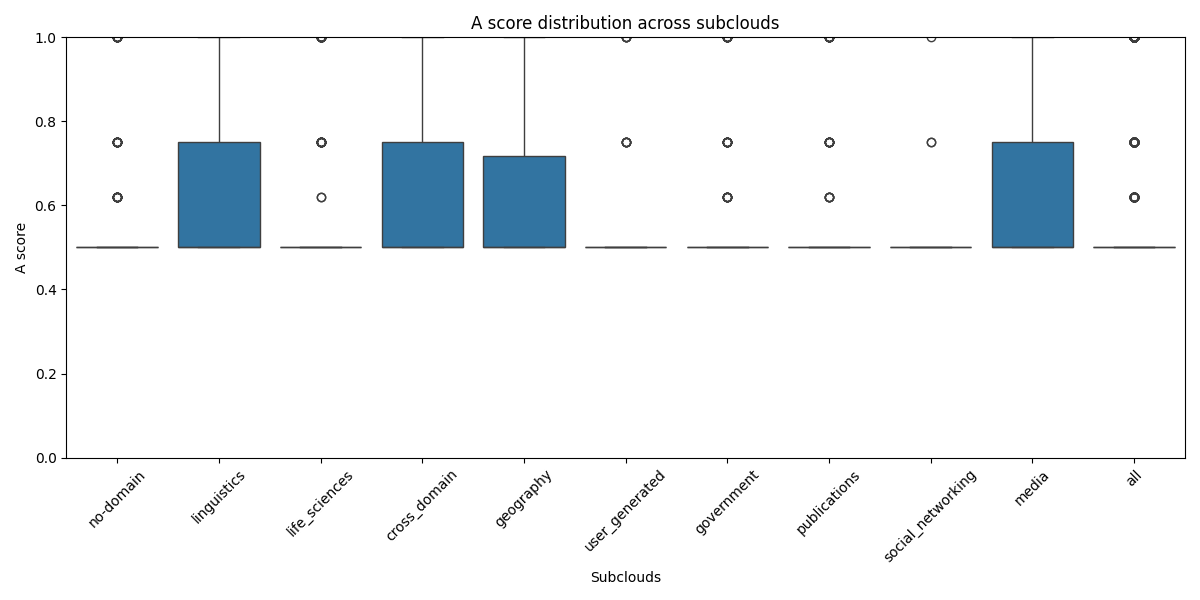 A score distribution across subclouds
A score
1.0
0.8
0.6
0.4
0.2
0.0
no-domain
linguistics
life_sciences
cross_domain
geography
user_generated
government
publications
social_networking
media
all
Subclouds